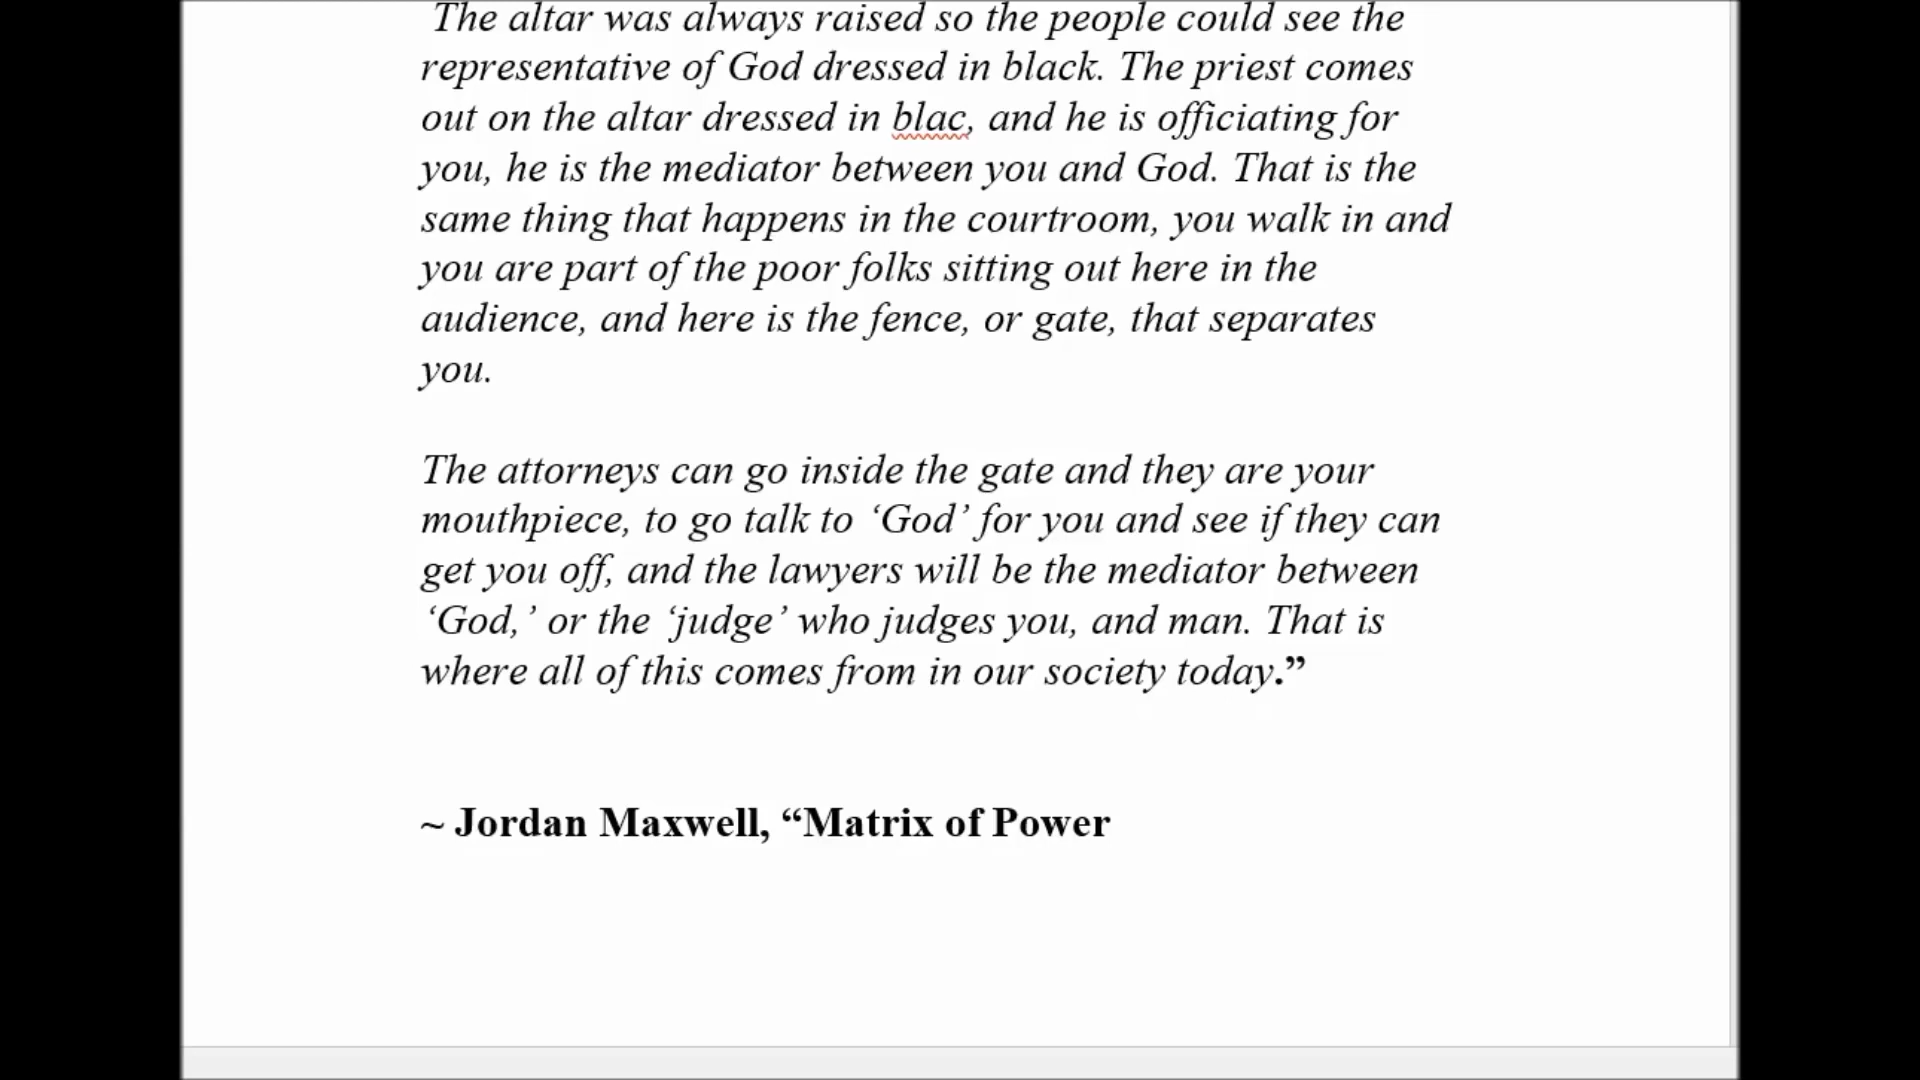 The altar was always raised so the people could see the
representative of God dressed in black. The priest comes
out on the altar dressed in blac, and he is officiating for
you, he is the mediator between you and God. That is the
same thing that happens in the courtroom, you walk in and
you are part of the poor folks sitting out here in the
audience, and here is the fence, or gate, that separates
you.
The attorneys can go inside the gate and they are your
mouthpiece, to go talk to ‘God’ for you and see if they can
get you off, and the lawyers will be the mediator between
‘God,’ or the ‘judge’ who judges you, and man. That is
where all of this comes from in our society today.”
~ Jordan Maxwell, “Matrix of Power